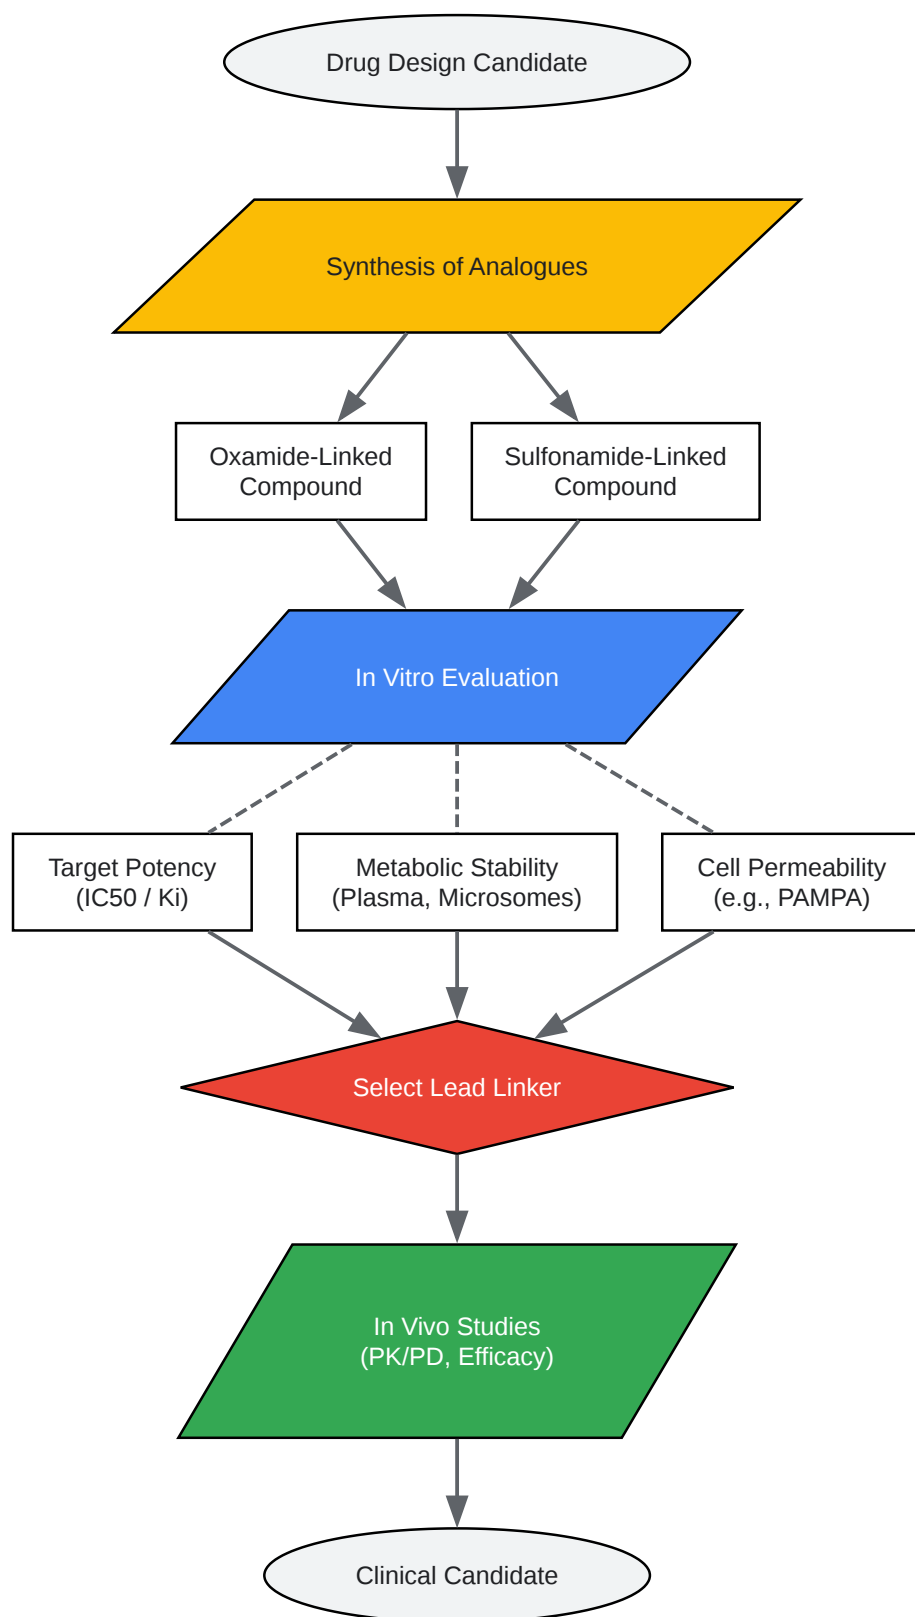 Drug Design Candidate
Synthesis of Analogues
Oxamide-Linked
Compound
Sulfonamide-Linked
Compound
In Vitro Evaluation
Target Potency
(IC50 / Ki)
Metabolic Stability
(Plasma, Microsomes)
Cell Permeability
(e.g., PAMPA)
Select Lead Linker
In Vivo Studies
(PK/PD, Efficacy)
Clinical Candidate